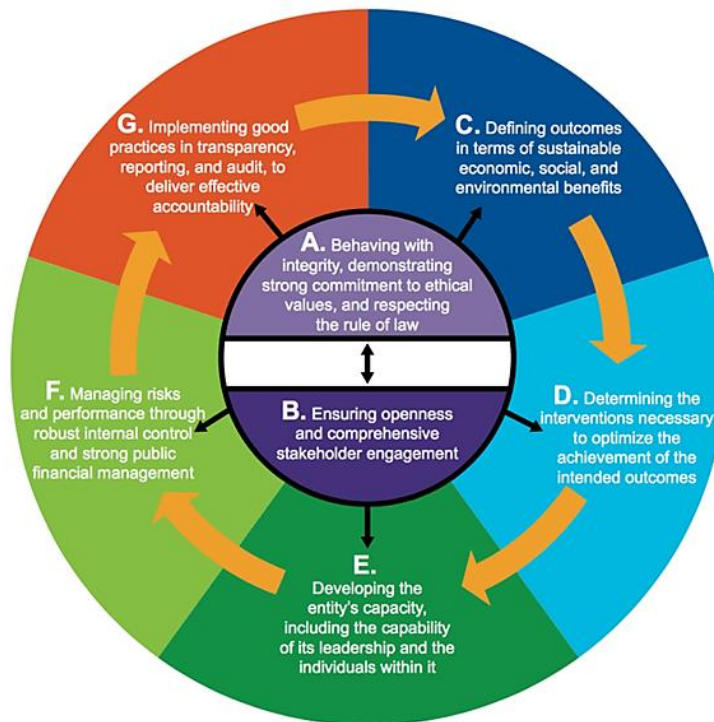 G. Implementing good
practices in transparency,
reporting, and audit, to
deliver effective
accountability
C. Defining outcomes
in terms of sustainable
economic, social, and
environmental benefits
A. Behaving with
integrity, demonstrating
strong commitment to ethical
values, and respecting
the rule of law
B. Ensuring openness
and comprehensive
stakeholder engagement
F. Managing risks
and performance through
robust internal control
and strong public
financial management
D. Determining the
interventions necessary
to optimize the
achievement of the
intended outcomes
E.
Developing the
entity's capacity,
including the capability
of its leadership and the
individuals within it